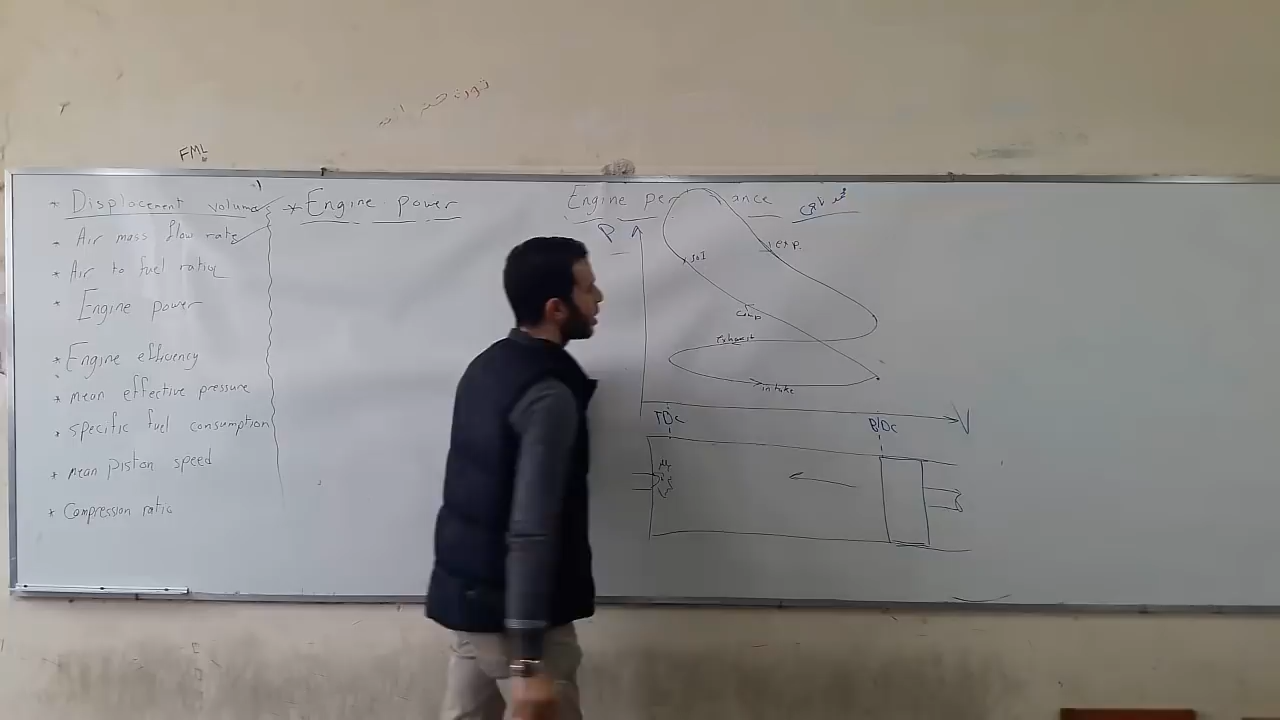 FML
* Displacement volume
* Air mass flow rate
* Air to fuel ratio
* Engine power
* Engine efficiency
* mean effective pressure
* specific fuel consumption
* mean piston speed
* Compression ratio
* Engine power
Engine per ance
P
exp.
SOI
comp
Exhaust
intake
V
TDC
BDC